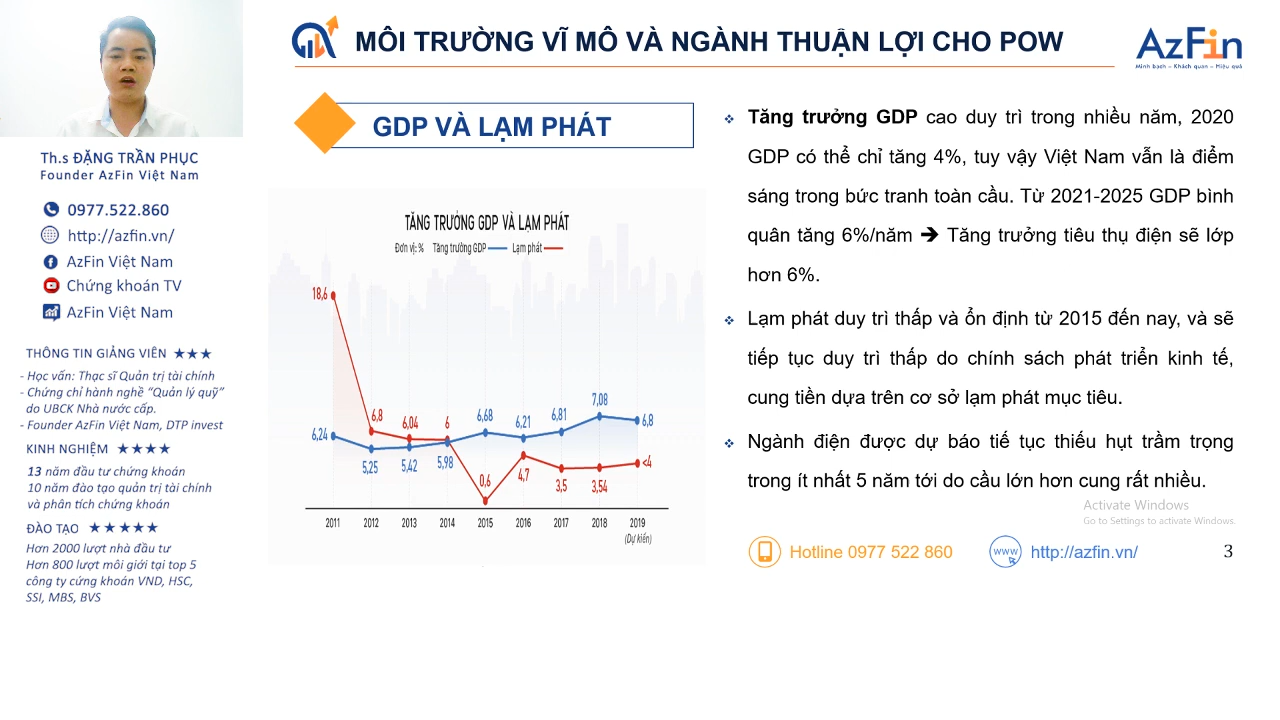 MÔI TRƯỜNG VĨ MÔ VÀ NGÀNH THUẬN LỢI CHO POW
AzFin
Minh bạch – Khách quan – Hiệu quả
Th.s ĐẶNG TRẦN PHỤC
Founder AzFin Việt Nam
0977.522.860
http://azfin.vn/
AzFin Việt Nam
Chứng khoán TV
AzFin Việt Nam
THÔNG TIN GIẢNG VIÊN ★★★
- Học vấn: Thạc sĩ Quản trị tài chính
- Chứng chỉ hành nghề “Quản lý quỹ”
do UBCK Nhà nước cấp.
- Founder AzFin Việt Nam, DTP invest
KINH NGHIỆM ★★★★
13 năm đầu tư chứng khoán
10 năm đào tạo quản trị tài chính
và phân tích chứng khoán
ĐÀO TẠO ★★★★★
Hơn 2000 lượt nhà đầu tư
Hơn 800 lượt môi giới tại top 5
công ty cứng khoán VND, HSC,
SSI, MBS, BVS
GDP VÀ LẠM PHÁT
TĂNG TRƯỞNG GDP VÀ LẠM PHÁT
Đơn vị: % Tăng trưởng GDP Lạm phát
18,6
6,8 6,04 6 0,6 4,7 3,5 3,54 <4
6,24 5,25 5,42 5,98 6,68 6,21 6,81 7,08 6,8
2011 2012 2013 2014 2015 2016 2017 2018 2019
(Dự kiến)
❖ Tăng trưởng GDP cao duy trì trong nhiều năm, 2020
GDP có thể chỉ tăng 4%, tuy vậy Việt Nam vẫn là điểm
sáng trong bức tranh toàn cầu. Từ 2021-2025 GDP bình
quân tăng 6%/năm ➔ Tăng trưởng tiêu thụ điện sẽ lớp
hơn 6%.
❖ Lạm phát duy trì thấp và ổn định từ 2015 đến nay, và sẽ
tiếp tục duy trì thấp do chính sách phát triển kinh tế,
cung tiền dựa trên cơ sở lạm phát mục tiêu.
❖ Ngành điện được dự báo tiế tục thiếu hụt trầm trọng
trong ít nhất 5 năm tới do cầu lớn hơn cung rất nhiều.
Activate Windows
Go to Settings to activate Windows.
Hotline 0977 522 860
www
http://azfin.vn/
3